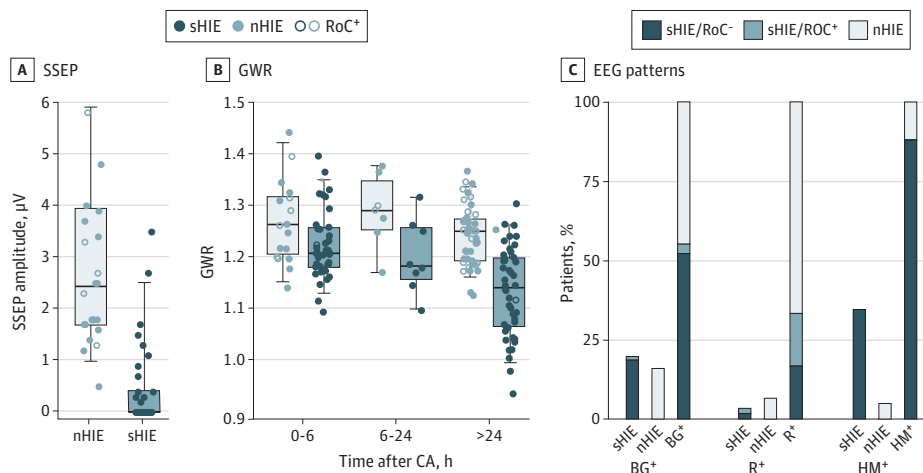 sHIE nHIE RoC⁺
sHIE/RoC⁻ sHIE/ROC⁺ nHIE
A SSEP
SSEP amplitude, μV
6
5
4
3
2
1
0
nHIE sHIE
B GWR
GWR
1.5
1.4
1.3
1.2
1.1
1.0
0.9
0-6 6-24 >24
Time after CA, h
C EEG patterns
Patients, %
100
75
50
25
0
sHIE nHIE BG⁺ sHIE nHIE R⁺ sHIE nHIE HM⁺
BG⁺ R⁺ HM⁺